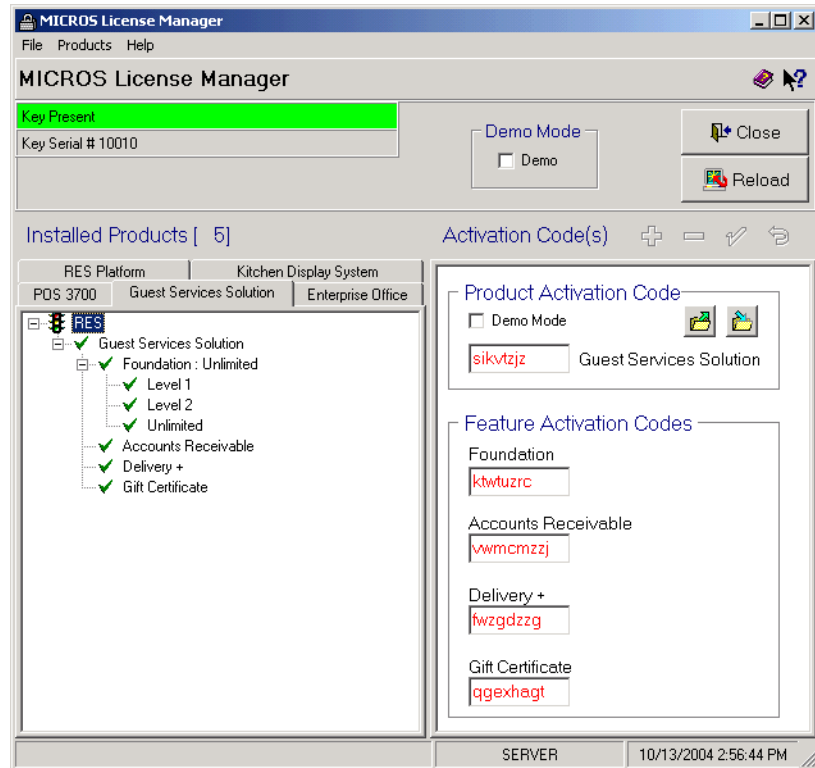 MICROS License Manager
File Products Help
MICROS License Manager
Key Present
Key Serial # 10010
Demo Mode
Demo
Close
Reload
Installed Products [ 5]
Activation Code(s)
RES Platform
Kitchen Display System
POS 3700
Guest Services Solution
Enterprise Office
RES
Guest Services Solution
Foundation : Unlimited
Level 1
Level 2
Unlimited
Accounts Receivable
Delivery +
Gift Certificate
Product Activation Code
Demo Mode
sikvtzjz
Guest Services Solution
Feature Activation Codes
Foundation
ktwtuzrc
Accounts Receivable
vwmcmzzj
Delivery +
fwzgdzzg
Gift Certificate
qgexhagt
SERVER
10/13/2004 2:56:44 PM